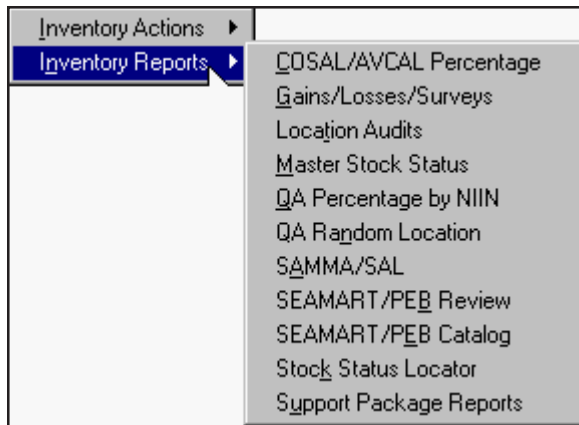 Inventory Actions
Inventory Reports
COSAL/AVCAL Percentage
Gains/Losses/Surveys
Location Audits
Master Stock Status
QA Percentage by NIIN
QA Random Location
SAMMA/SAL
SEAMART/PEB Review
SEAMART/PEB Catalog
Stock Status Locator
Support Package Reports